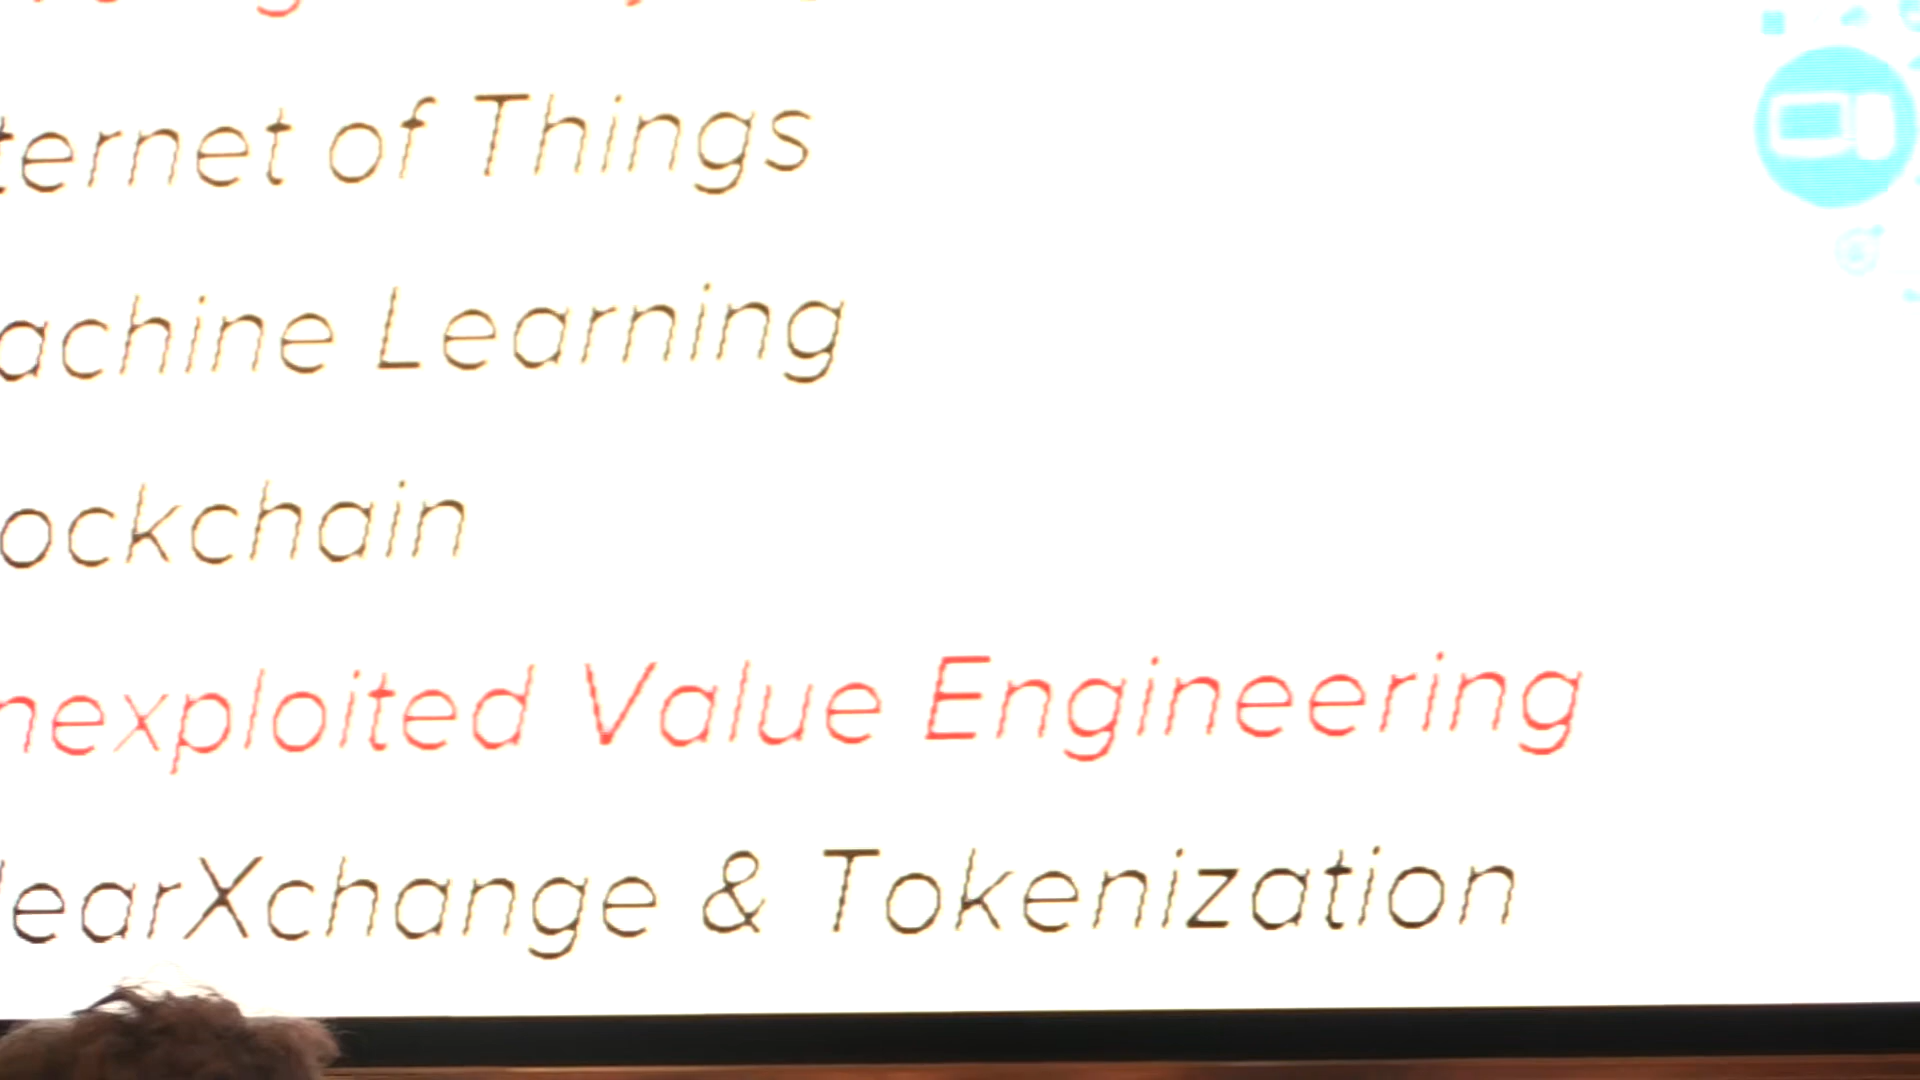 ternet of Things
achine Learning
ockchain
nexploited Value Engineering
learXchange & Tokenization